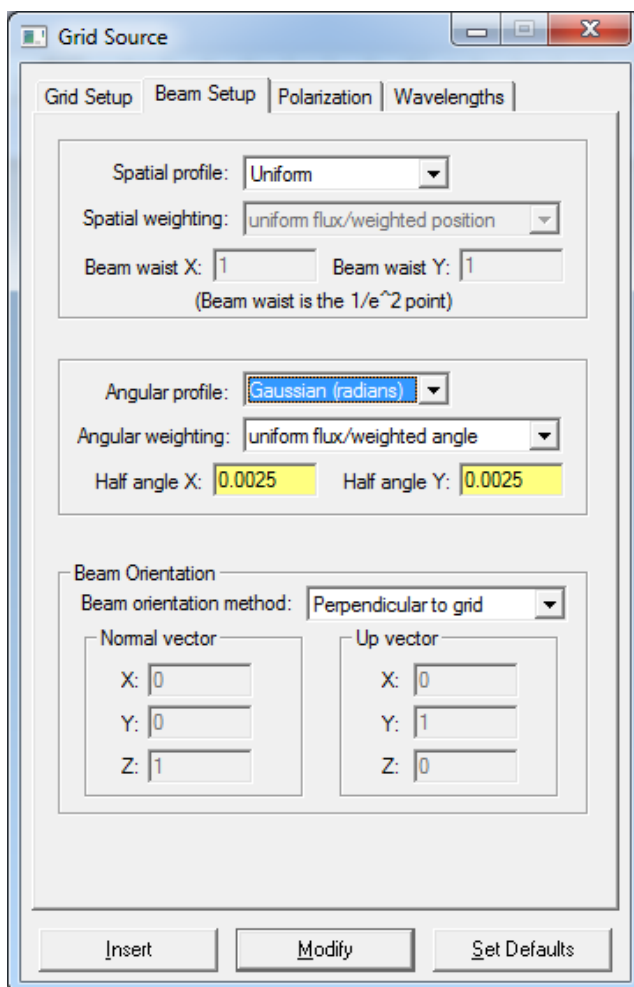 Grid Source
Grid Setup Beam Setup Polarization Wavelengths
Spatial profile: Uniform
Spatial weighting: uniform flux/weighted position
Beam waist X: 1 Beam waist Y: 1
(Beam waist is the 1/e^2 point)
Angular profile: Gaussian (radians)
Angular weighting: uniform flux/weighted angle
Half angle X: 0.0025 Half angle Y: 0.0025
Beam Orientation
Beam orientation method: Perpendicular to grid
Normal vector Up vector
X: 0 X: 0
Y: 0 Y: 1
Z: 1 Z: 0
Insert Modify Set Defaults